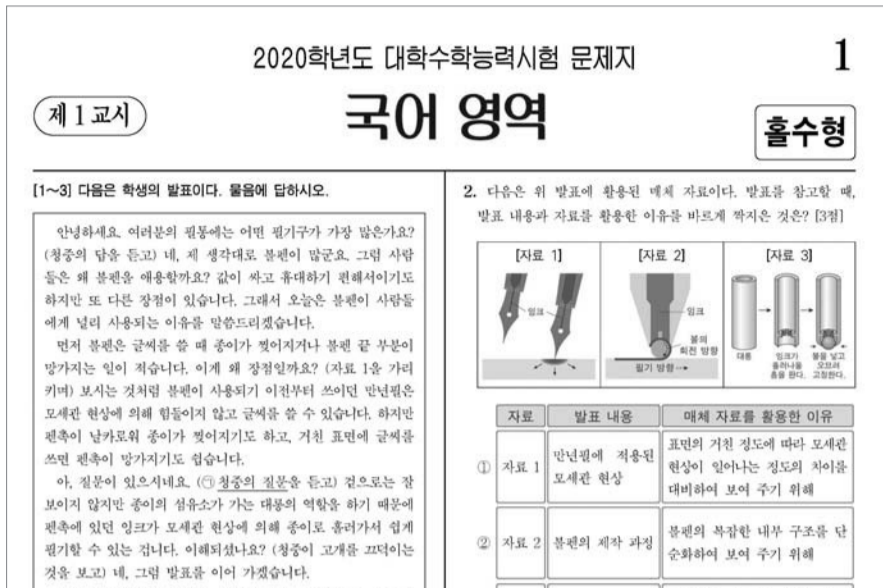 2020학년도 대학수학능력시험 문제지
1
제 1 교시
국어 영역
홀수형
[1~3] 다음은 학생의 발표이다. 물음에 답하시오.
안녕하세요. 여러분의 필통에는 어떤 필기구가 가장 많은가요?
(청중의 답을 듣고) 네, 제 생각대로 볼펜이 많군요. 그럼 사람
들은 왜 볼펜을 애용할까요? 값이 싸고 휴대하기 편해서이기도
하지만 또 다른 장점이 있습니다. 그래서 오늘은 볼펜이 사람들
에게 널리 사용되는 이유를 말씀드리겠습니다.
먼저 볼펜은 글씨를 쓸 때 종이가 찢어지거나 볼펜 끝 부분이
망가지는 일이 적습니다. 이게 왜 장점일까요? (자료 1을 가리
키며) 보시는 것처럼 볼펜이 사용되기 이전부터 쓰이던 만년필은
모세관 현상에 의해 힘들이지 않고 글씨를 쓸 수 있습니다. 하지만
펜촉이 날카로워 종이가 찢어지기도 하고, 거친 표면에 글씨를
쓰면 펜촉이 망가지기도 쉽습니다.
아, 질문이 있으시네요. (㉠ 청중의 질문을 듣고) 겉으로는 잘
보이지 않지만 종이의 섬유소가 가는 대롱의 역할을 하기 때문에
펜촉에 있던 잉크가 모세관 현상에 의해 종이로 흘러가서 쉽게
필기할 수 있는 겁니다. 이해되셨나요? (청중이 고개를 끄덕이는
것을 보고) 네, 그럼 발표를 이어 가겠습니다.
2. 다음은 위 발표에 활용된 매체 자료이다. 발표를 참고할 때,
발표 내용과 자료를 활용한 이유를 바르게 짝지은 것은? [3점]
[자료 1]
잉크
[자료 2]
잉크
볼의
회전 방향
필기 방향
[자료 3]
대롱
잉크가
흘러나올
홈을 판다.
볼을 넣고
오므려
고정한다.
자료 발표 내용 매체 자료를 활용한 이유
① 자료 1
만년필에 적용된
모세관 현상
표면의 거친 정도에 따라 모세관
현상이 일어나는 정도의 차이를
대비하여 보여 주기 위해
② 자료 2
볼펜의 제작 과정
볼펜의 복잡한 내부 구조를 단
순화하여 보여 주기 위해